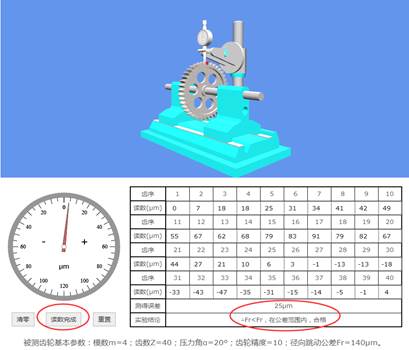 0
20 20
40 40
60 60
80 80
100 100
120 120
140
- +
μm
清零 读数完成 重置
齿序 1 2 3 4 5 6 7 8 9 10
读数(μm) 0 7 18 18 25 31 34 41 42 49
齿序 11 12 13 14 15 16 17 18 19 20
读数(μm) 55 67 62 68 79 83 91 79 82 67
齿序 21 22 23 24 25 26 27 28 29 30
读数(μm) 44 27 21 10 6 3 -1 -13 -13 -18
齿序 31 32 33 34 35 36 37 38 39 40
读数(μm) -33 -43 -47 -35 -31 -15 -14 -5 -1 4
测得误差 25μm
实验结论 -Fr<Fr，在公差范围内，合格
被测齿轮基本参数：模数m=4；齿数Z=40；压力角α=20°；齿轮精度=10；径向跳动公差Fr=140μm。